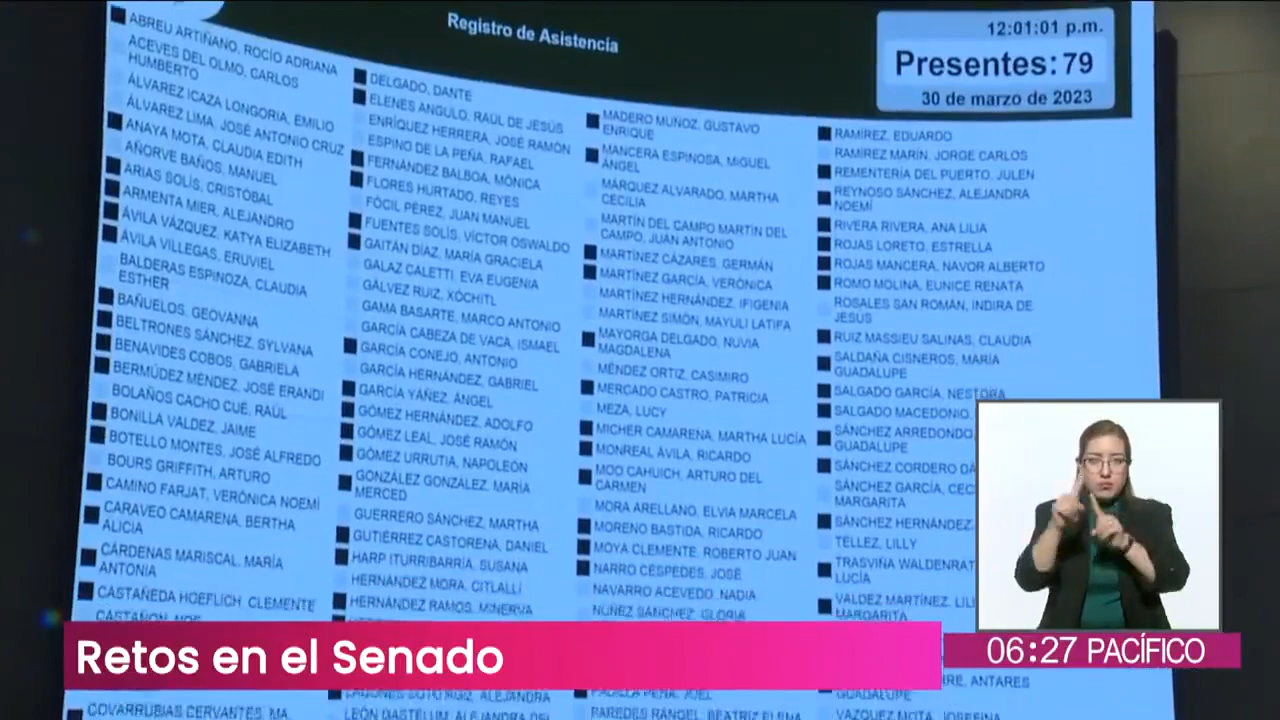 Registro de Asistencia
12:01:01 p.m.
Presentes: 79
30 de marzo de 2023
ABREU ARTIÑANO, ROCÍO ADRIANA
ACEVES DEL OLMO, CARLOS
HUMBERTO
ÁLVAREZ ICAZA LONGORIA, EMILIO
ÁLVAREZ LIMA, JOSÉ ANTONIO CRUZ
ANAYA MOTA, CLAUDIA EDITH
AÑORVE BAÑOS, MANUEL
ARIAS SOLÍS, CRISTÓBAL
ARMENTA MIER, ALEJANDRO
ÁVILA VÁZQUEZ, KATYA ELIZABETH
ÁVILA VILLEGAS, ERUVIEL
BALDERAS ESPINOZA, CLAUDIA
ESTHER
BAÑUELOS, GEOVANNA
BELTRONES SÁNCHEZ, SYLVANA
BENAVIDES COBOS, GABRIELA
BERMÚDEZ MÉNDEZ, JOSÉ ERANDI
BOLAÑOS CACHO CUÉ, RAÚL
BONILLA VALDEZ, JAIME
BOTELLO MONTES, JOSÉ ALFREDO
BOURS GRIFFITH, ARTURO
CAMINO FARJAT, VERÓNICA NOEMÍ
CARAVEO CAMARENA, BERTHA
ALICIA
CÁRDENAS MARISCAL, MARÍA
ANTONIA
CASTAÑEDA HOEFLICH, CLEMENTE
COVARRUBIAS CERVANTES, MA.
DELGADO, DANTE
ELENES ANGULO, RAÚL DE JESÚS
ENRÍQUEZ HERRERA, JOSÉ RAMÓN
ESPINO DE LA PEÑA, RAFAEL
FERNÁNDEZ BALBOA, MÓNICA
FLORES HURTADO, REYES
FÓCIL PÉREZ, JUAN MANUEL
FUENTES SOLÍS, VÍCTOR OSWALDO
GAITÁN DÍAZ, MARÍA GRACIELA
GALAZ CALETTI, EVA EUGENIA
GÁLVEZ RUIZ, XÓCHITL
GAMA BASARTE, MARCO ANTONIO
GARCÍA CABEZA DE VACA, ISMAEL
GARCÍA CONEJO, ANTONIO
GARCÍA HERNÁNDEZ, GABRIEL
GARCÍA YAÑEZ, ÁNGEL
GÓMEZ HERNÁNDEZ, ADOLFO
GÓMEZ LEAL, JOSÉ RAMÓN
GÓMEZ URRUTIA, NAPOLEÓN
GONZÁLEZ GONZÁLEZ, MARÍA
MERCED
GUERRERO SÁNCHEZ, MARTHA
GUTIÉRREZ CASTORENA, DANIEL
HARP ITURRIBARRÍA, SUSANA
HERNÁNDEZ MORA, CITLALLI
HERNÁNDEZ RAMOS, MINERVA
MADERO MUÑOZ, GUSTAVO
ENRIQUE
MANCERA ESPINOSA, MIGUEL
ÁNGEL
MÁRQUEZ ALVARADO, MARTHA
CECILIA
MARTÍN DEL CAMPO MARTÍN DEL
CAMPO, JUAN ANTONIO
MARTÍNEZ CÁZARES, GERMÁN
MARTÍNEZ GARCÍA, VERÓNICA
MARTÍNEZ HERNÁNDEZ, IFIGENIA
MARTÍNEZ SIMÓN, MAYULI LATIFA
MAYORGA DELGADO, NUVIA
MAGDALENA
MÉNDEZ ORTIZ, CASIMIRO
MERCADO CASTRO, PATRICIA
MEZA, LUCY
MICHER CAMARENA, MARTHA LUCÍA
MONREAL ÁVILA, RICARDO
MOO CAHUICH, ARTURO DEL
CARMEN
MORA ARELLANO, ELVIA MARCELA
MORENO BASTIDA, RICARDO
MOYA CLEMENTE, ROBERTO JUAN
NARRO CÉSPEDES, JOSÉ
NAVARRO ACEVEDO, NADIA
NÚÑEZ SÁNCHEZ, GLORIA
RAMÍREZ, EDUARDO
RAMÍREZ MARÍN, JORGE CARLOS
REMENTERÍA DEL PUERTO, JULEN
REYNOSO SÁNCHEZ, ALEJANDRA
NOEMÍ
RIVERA RIVERA, ANA LILIA
ROJAS LORETO, ESTRELLA
ROJAS MANCERA, NAVOR ALBERTO
ROMO MOLINA, EUNICE RENATA
ROSALES SAN ROMÁN, INDIRA DE
JESÚS
RUIZ MASSIEU SALINAS, CLAUDIA
SALDAÑA CISNEROS, MARÍA
GUADALUPE
SALGADO GARCÍA, NESTORA
SALGADO MACEDONIO,
SÁNCHEZ ARREDONDO,
GUADALUPE
SÁNCHEZ CORDERO DÁ
SÁNCHEZ GARCÍA, CEC
MARGARITA
SÁNCHEZ HERNÁNDEZ,
TÉLLEZ, LILLY
TRASVIÑA WALDENRAT
LUCÍA
VALDEZ MARTÍNEZ, LIL
MARGARITA
GUADALUPE
VÁZQUEZ MOTA, JOSEFINA
Retos en el Senado
06:27 PACÍFICO